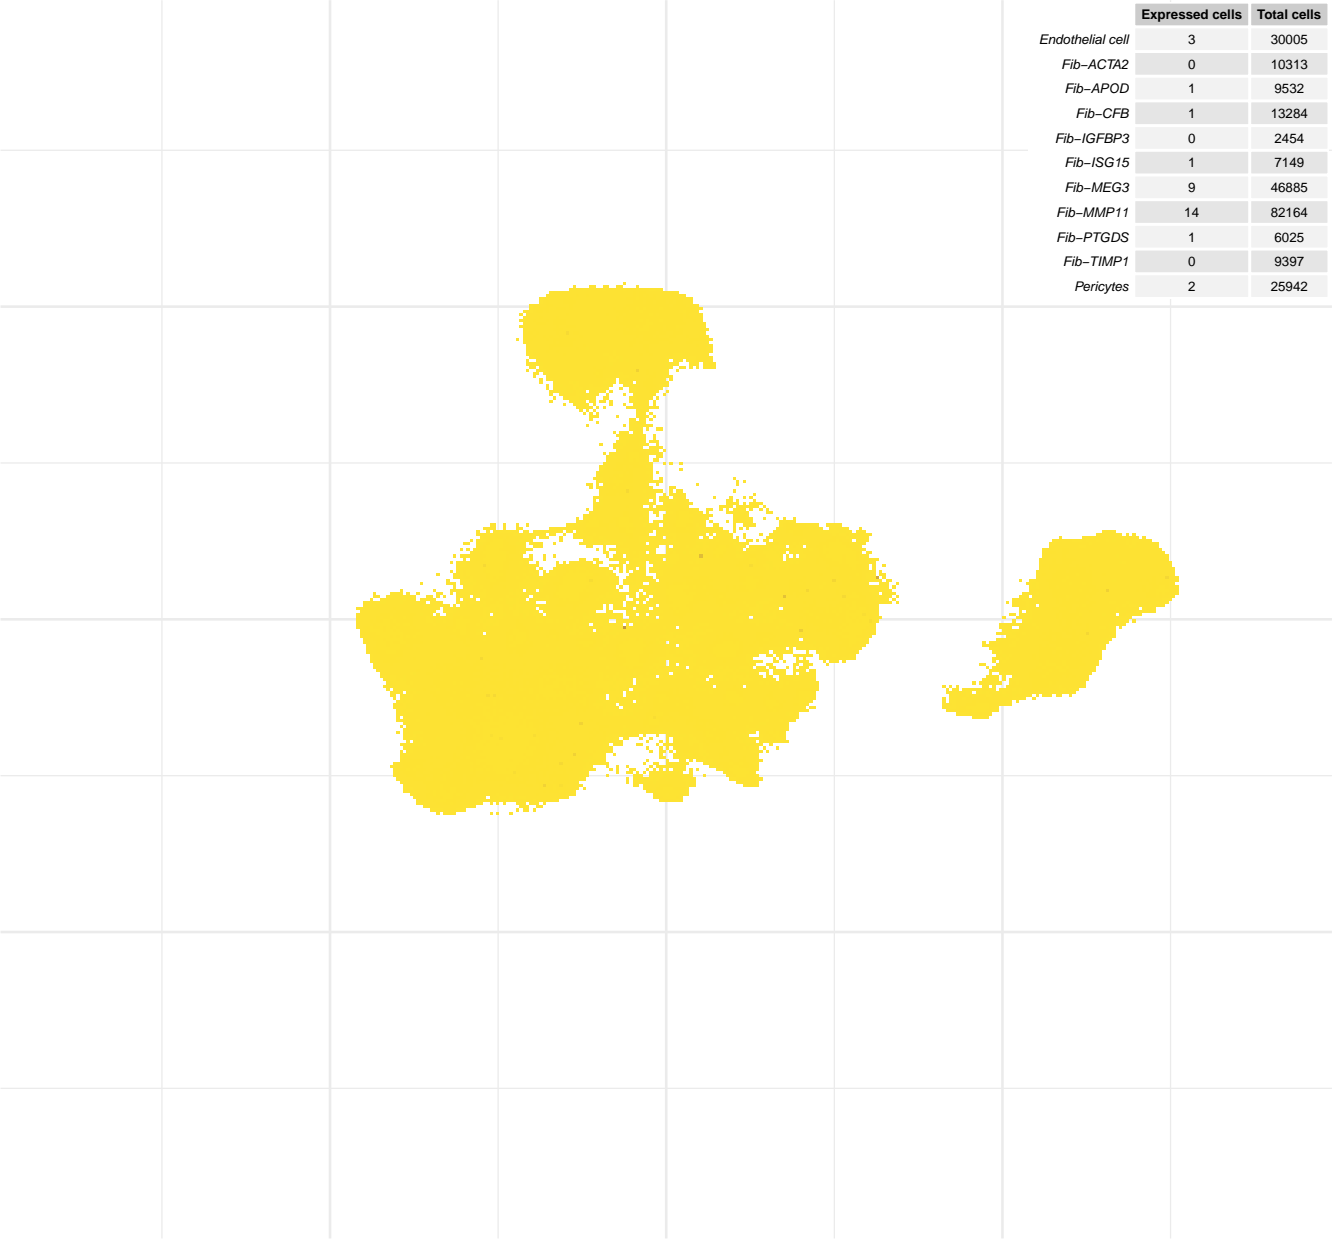 Expressed cells Total cells
Endothelial cell 3 30005
Fib−ACTA2 0 10313
Fib−APOD 1 9532
Fib−CFB 1 13284
Fib−IGFBP3 0 2454
Fib−ISG15 1 7149
Fib−MEG3 9 46885
Fib−MMP11 14 82164
Fib−PTGDS 1 6025
Fib−TIMP1 0 9397
Pericytes 2 25942